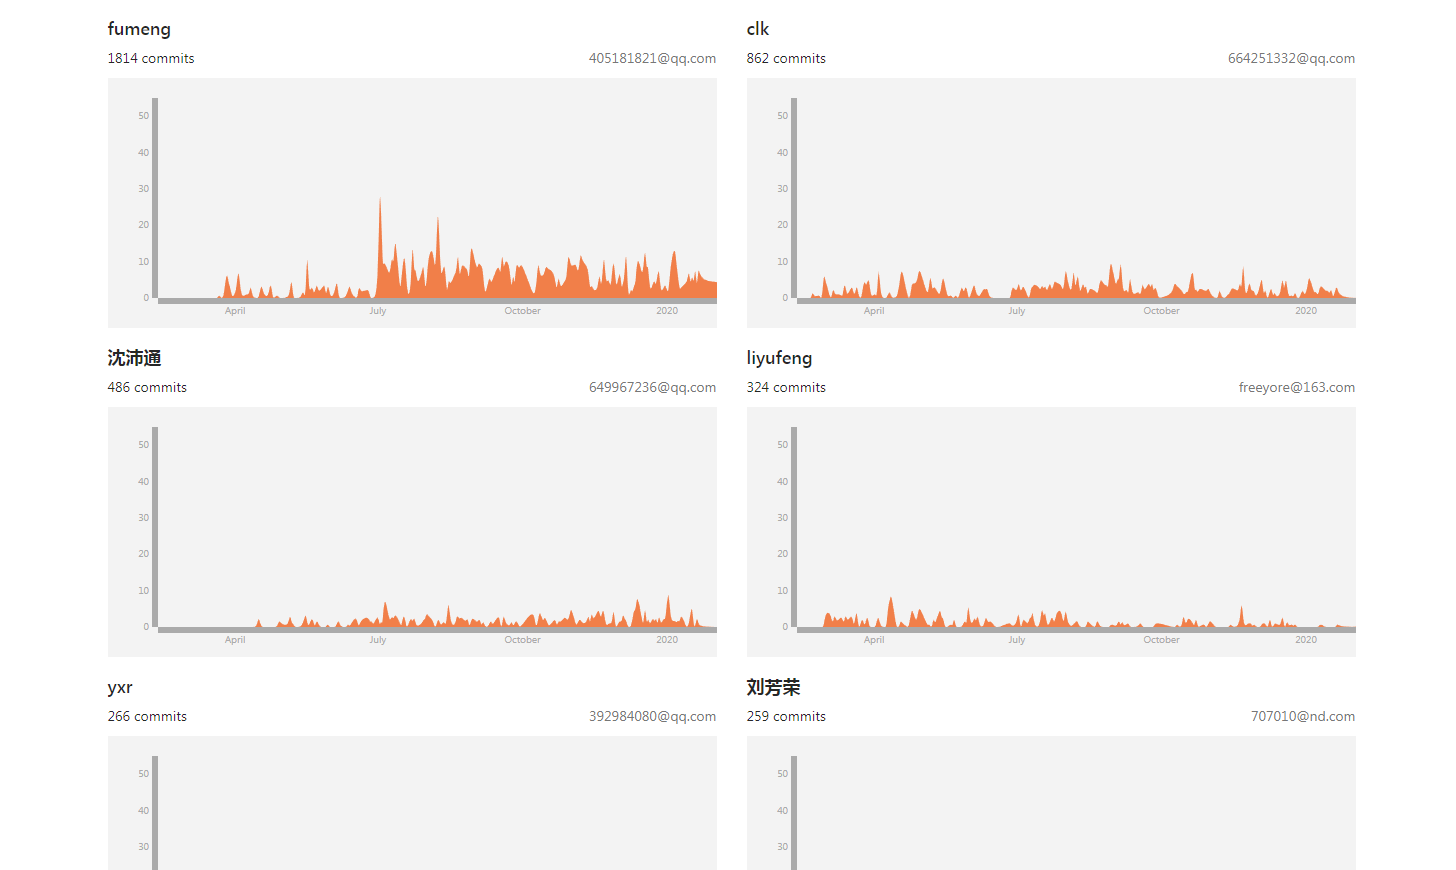 fumeng
1814 commits 405181821@qq.com
50
40
30
20
10
0
April July October 2020
clk
862 commits 664251332@qq.com
50
40
30
20
10
0
April July October 2020
沈沛通
486 commits 649967236@qq.com
50
40
30
20
10
0
April July October 2020
liyufeng
324 commits freeyore@163.com
50
40
30
20
10
0
April July October 2020
yxr
266 commits 392984080@qq.com
50
40
30
刘芳荣
259 commits 707010@nd.com
50
40
30